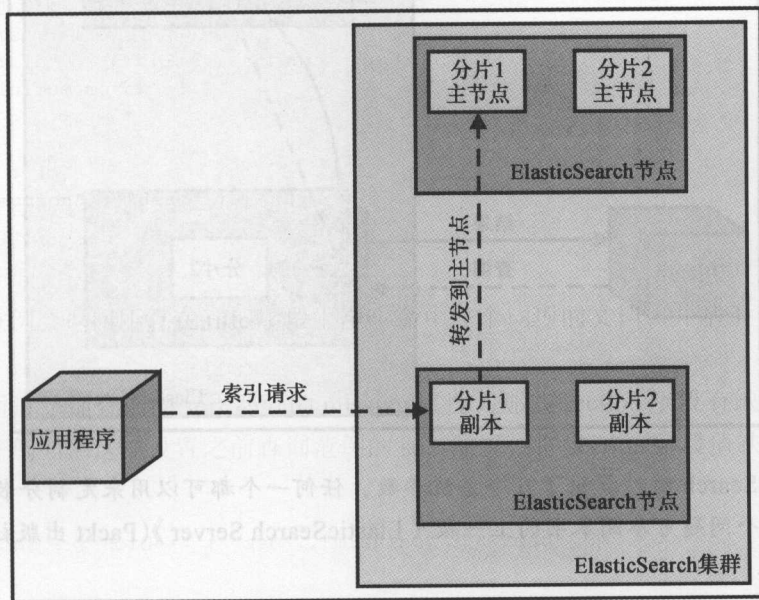 分片1
主节点
分片2
主节点
ElasticSearch节点
转发到主节点
索引请求
应用程序
分片1
副本
分片2
副本
ElasticSearch节点
ElasticSearch集群